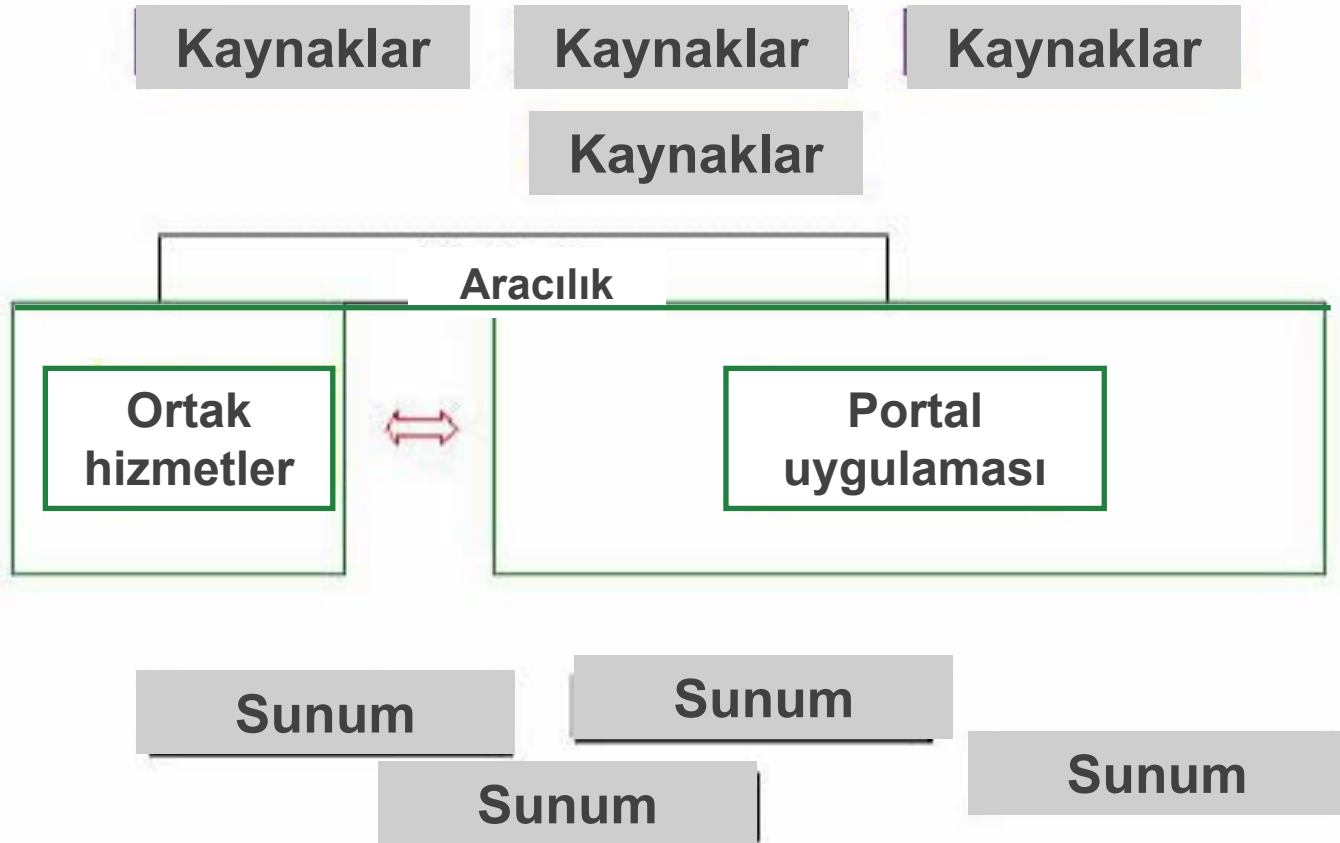 Kaynaklar Kaynaklar Kaynaklar
Kaynaklar
Aracılık
Ortak
hizmetler
Portal
uygulaması
Sunum
Sunum
Sunum
Sunum